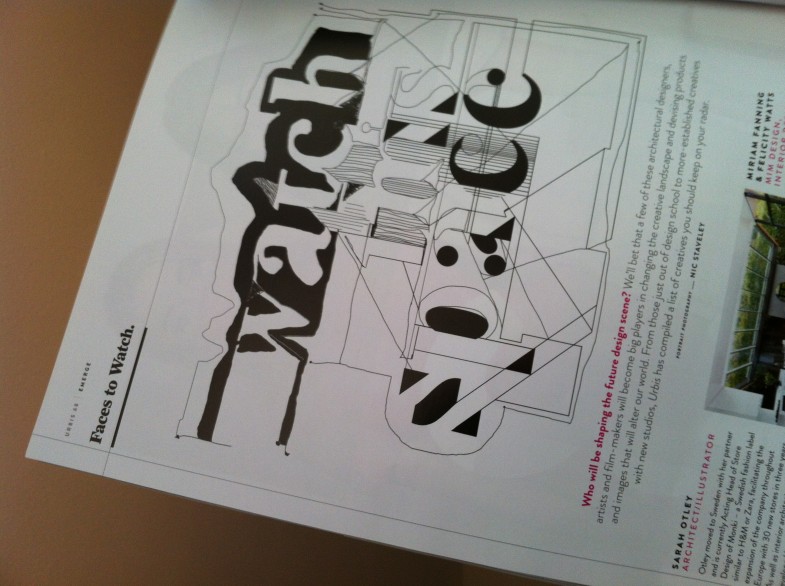 URBIS 65 | EMERGE
Faces to Watch.
watch
this
space
Who will be shaping the future design scene? We'll bet that a few of these architectural designers,
artists and film-makers will become big players in changing the creative landscape and devising products
and images that will alter our world. From those just out of design school to more-established creatives
with new studios, Urbis has compiled a list of creatives you should keep on your radar.
PORTRAIT PHOTOGRAPHY — NIC STAVELEY
SARAH OTLEY
ARCHITECT/ILLUSTRATOR
Otley moved to Sweden with her partner
and is currently Acting Head of Store
Design of Monki – a Swedish fashion label
similar to H&M or Zara, facilitating the
expansion of the company throughout
Europe with 30 new stores in three years
MIRIAM FANNING
& FELICITY WATTS
MIM DESIGN,
INTERIOR